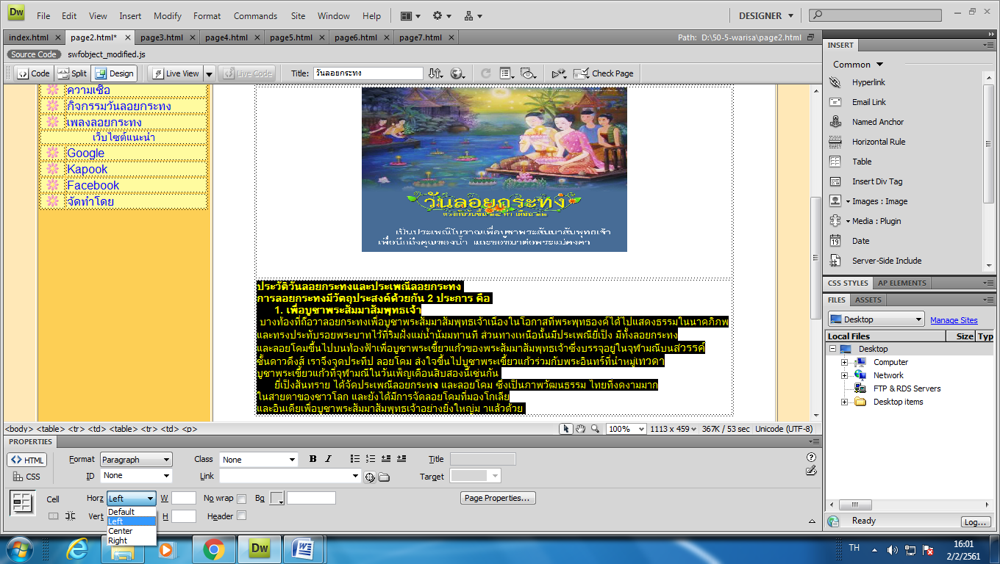 Dw File Edit View Insert Modify Format Commands Site Window Help DESIGNER
index.html page2.html* page3.html page4.html page5.html page6.html page7.html Path: D:\50-5-warisa\page2.html
Source Code swfobject_modified.js
Code Split Design Live View Live Code Title: วันลอยกระทง Check Page
ความเชื่อ
กิจกรรมวันลอยกระทง
เพลงลอยกระทง
เว็บไซต์แนะนำ
Google
Kapook
Facebook
จัดทำโดย
วันลอยกระทง
เป็นประเพณีโบราณเพื่อบูชาพระสัมมาสัมพุทธเจ้า
เพื่อนึกถึงคุณของน้ำ และขอขมาต่อพระแม่คงคา
ประวัติวันลอยกระทงและประเพณีลอยกระทง
การลอยกระทงมีวัตถุประสงค์ด้วยกัน 2 ประการ คือ
1. เพื่อบูชาพระสัมมาสัมพุทธเจ้า
บางท้องที่ถือว่าลอยกระทงเพื่อบูชาพระสัมมาสัมพุทธเจ้าเนื่องในโอกาสที่พระพุทธองค์ได้ไปแสดงธรรมในนาคภิภพ
และทรงประทับรอยพระบาทไว้ที่ริมฝั่งแม่น้ำนัมมทานที ส่วนทางเหนือนั้นมีประเพณียี่เป็ง มีทั้งลอยกระทง
และลอยโคมขึ้นไปบนท้องฟ้าเพื่อบูชาพระเขี้ยวแก้วของพระสัมมาสัมพุทธเจ้าซึ่งบรรจุอยู่ในจุฬามณีบนสวรรค์
ชั้นดาวดึงส์ เราจึงจุดประทีป ลอยโคม ส่งใจขึ้นไปบูชาพระเขี้ยวแก้วร่วมกับพระอินทร์ที่นำหมู่เทวดา
บูชาพระเขี้ยวแก้วที่จุฬามณีในวันเพ็ญเดือนสิบสองนี้เช่นกัน
ยี่เป็งสันทราย ได้จัดประเพณีลอยกระทง และลอยโคม ซึ่งเป็นภาพวัฒนธรรม ไทยที่งดงามมาก
ในสายตาของชาวโลก และยังได้มีการจัดลอยโคมที่มองโกเลีย
และอินเดียเพื่อบูชาพระสัมมาสัมพุทธเจ้าอย่างยิ่งใหญ่ม าแล้วด้วย
<body> <table> <tr> <td> <table> <tr> <td> <p> 100% 1113 x 459 367K / 53 sec Unicode (UTF-8)
PROPERTIES
HTML Format Paragraph Class None B I Title
CSS ID None Link Target
Cell Horz Left W No wrap Bg Page Properties...
Vert H Header
Default
Left
Center
Right
INSERT
Common
Hyperlink
Email Link
Named Anchor
Horizontal Rule
Table
Insert Div Tag
Images : Image
Media : Plugin
Date
Server-Side Include
CSS STYLES AP ELEMENTS
FILES ASSETS
Desktop Manage Sites
Local Files Size Typ
Desktop
Computer
Network
FTP & RDS Servers
Desktop items
Ready Log...
Dw TH 16:01
2/2/2561